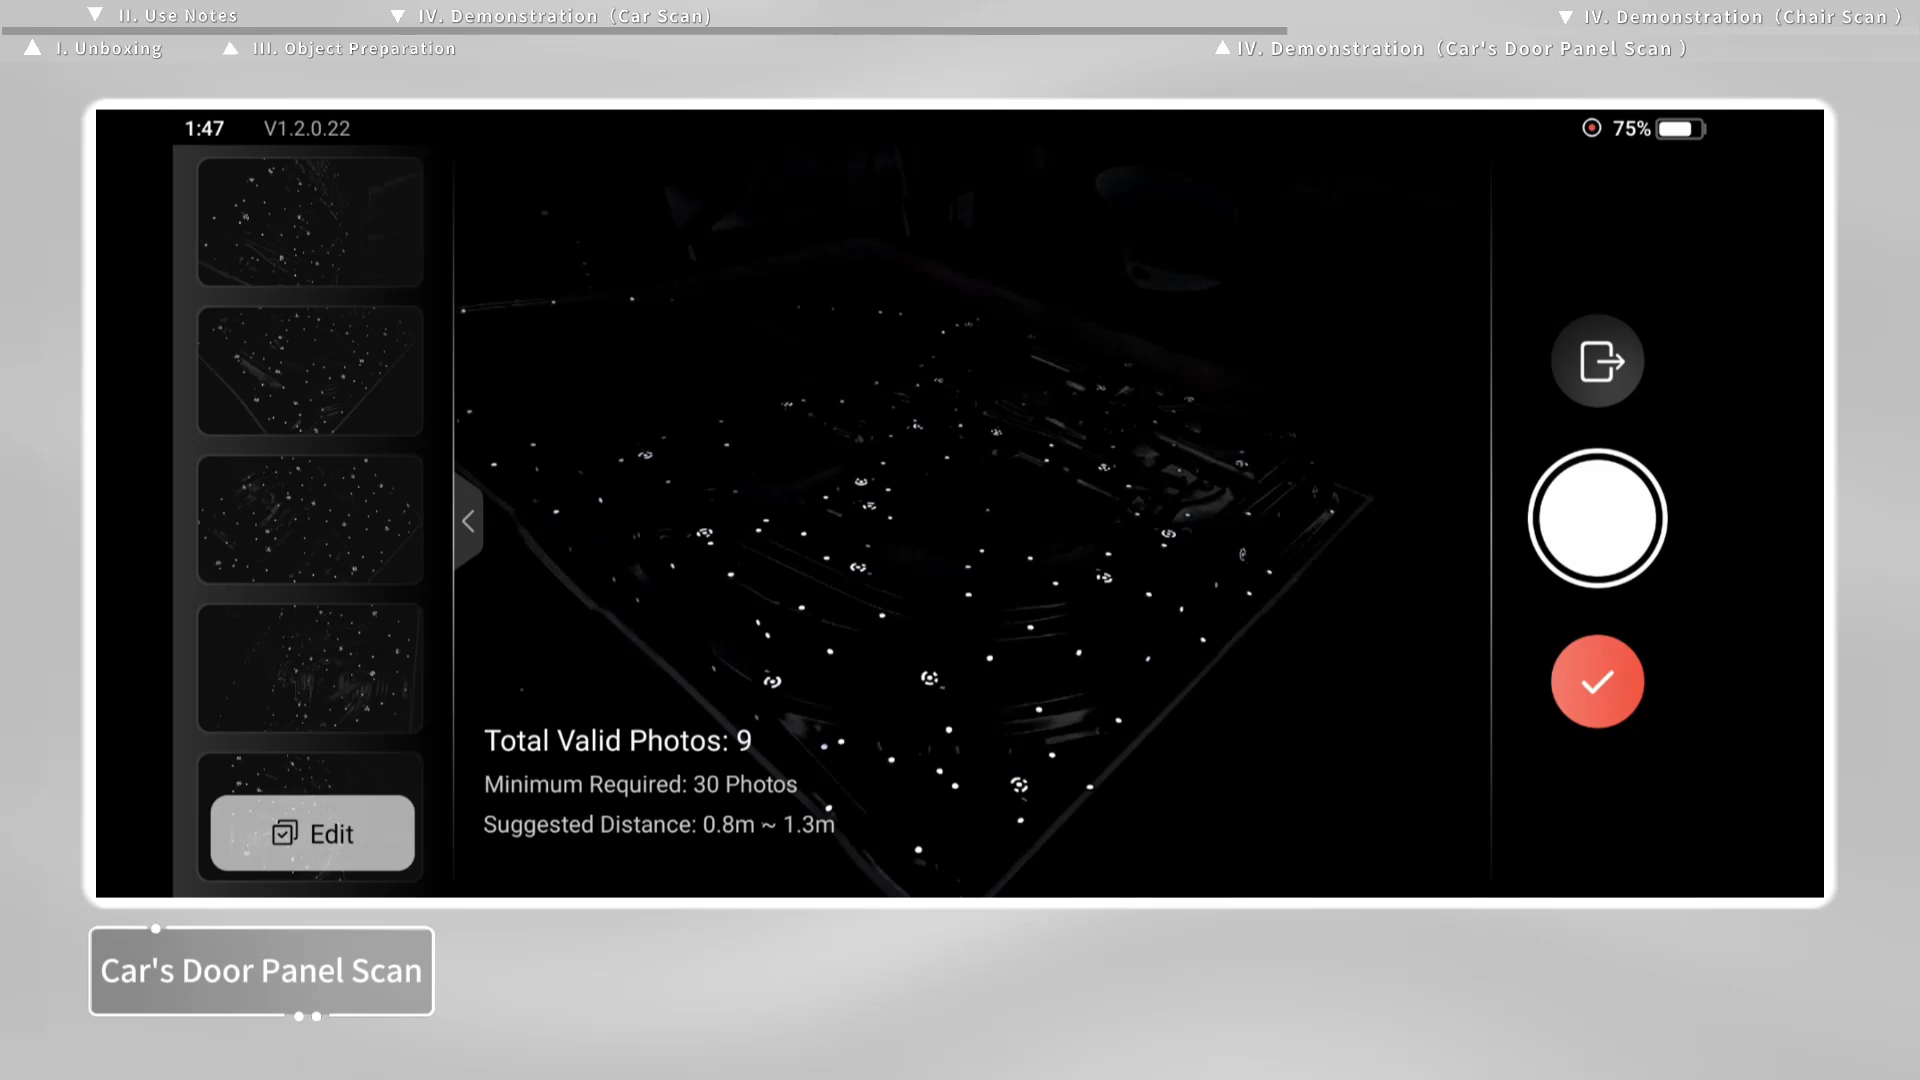 ▼ II. Use Notes
▼ IV. Demonstration（Car Scan）
▼ IV. Demonstration（Chair Scan ）
▲ I. Unboxing
▲ III. Object Preparation
▲ IV. Demonstration（Car's Door Panel Scan ）
1:47 V1.2.0.22
75%
Total Valid Photos: 9
Minimum Required: 30 Photos
Suggested Distance: 0.8m ~ 1.3m
Edit
Car's Door Panel Scan